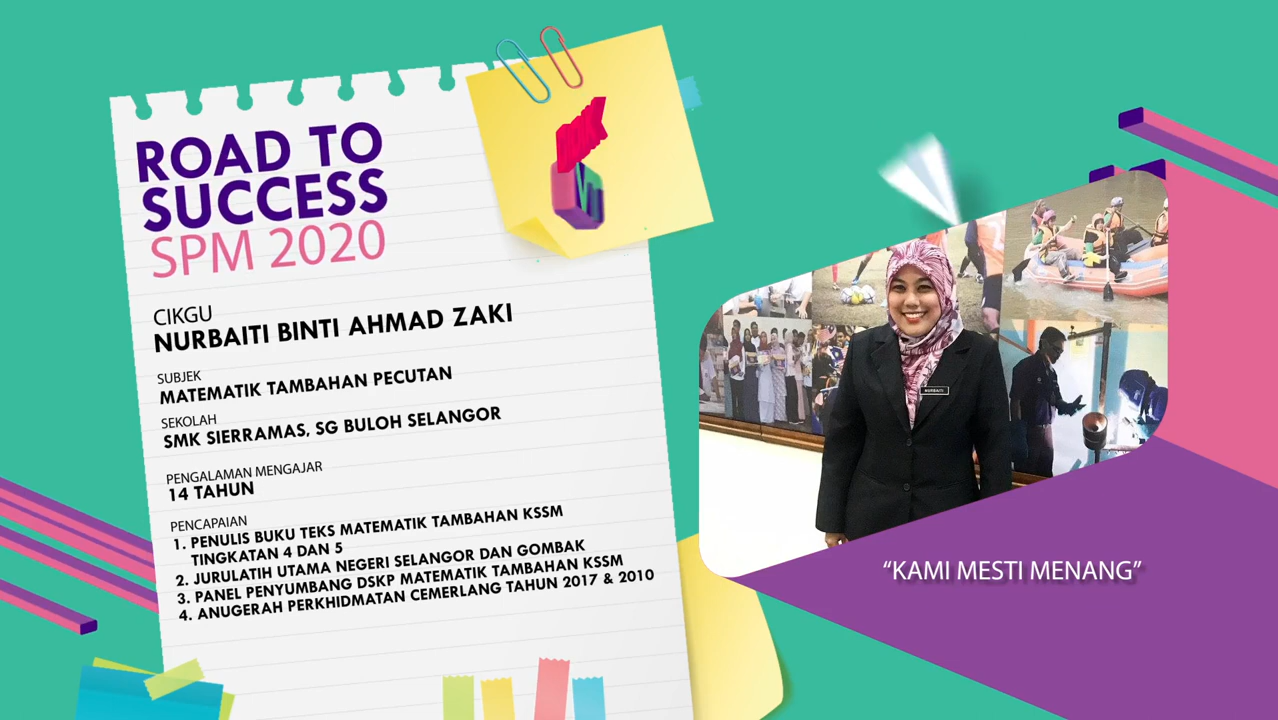 ROAD TO
SUCCESS
SPM 2020
CIKGU
NURBAITI BINTI AHMAD ZAKI
SUBJEK
MATEMATIK TAMBAHAN PECUTAN
SEKOLAH
SMK SIERRAMAS, SG BULOH SELANGOR
PENGALAMAN MENGAJAR
14 TAHUN
PENCAPAIAN
1. PENULIS BUKU TEKS MATEMATIK TAMBAHAN KSSM
TINGKATAN 4 DAN 5
2. JURULATIH UTAMA NEGERI SELANGOR DAN GOMBAK
3. PANEL PENYUMBANG DSKP MATEMATIK TAMBAHAN KSSM
4. ANUGERAH PERKHIDMATAN CEMERLANG TAHUN 2017 & 2010
NURBAITI
“KAMI MESTI MENANG”